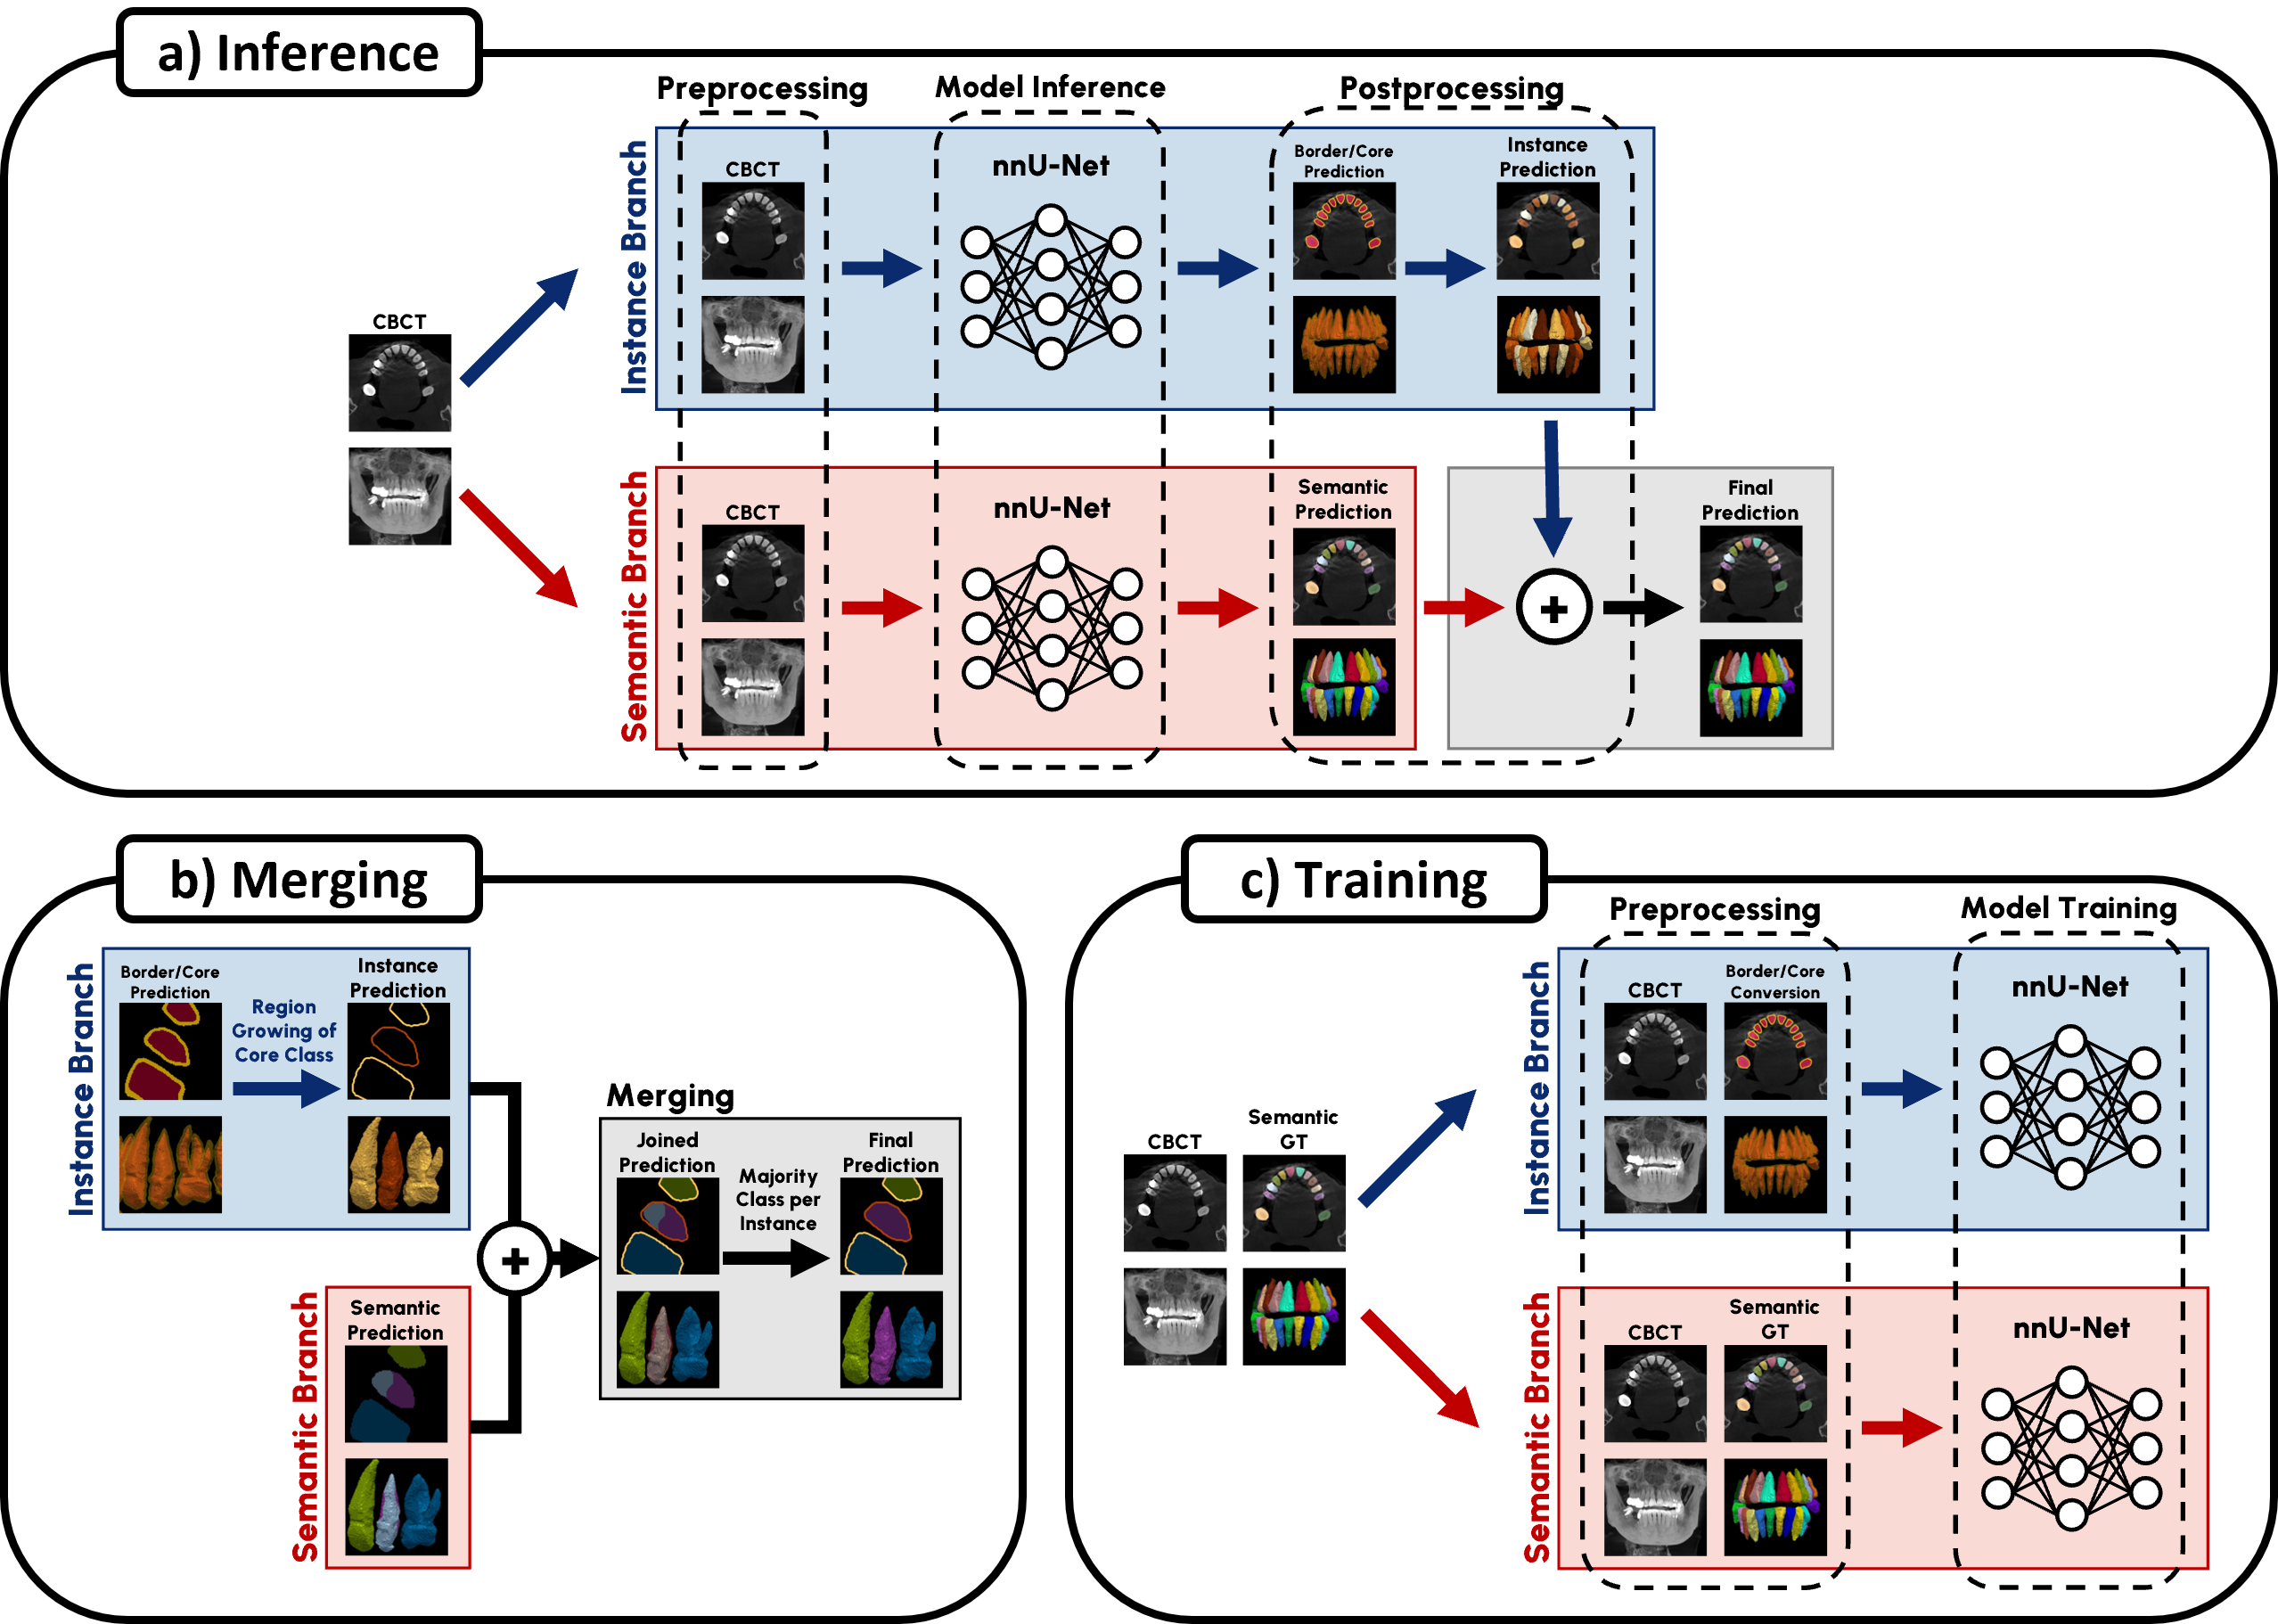 a) Inference
Preprocessing
Model Inference
Postprocessing
Instance Branch
CBCT
nnU-Net
Border/Core
Prediction
Instance
Prediction
CBCT
Semantic Branch
CBCT
nnU-Net
Semantic
Prediction
+
Final
Prediction
b) Merging
Instance Branch
Border/Core
Prediction
Region
Growing of
Core Class
Instance
Prediction
+
Semantic Branch
Semantic
Prediction
Merging
Joined
Prediction
Majority
Class per
Instance
Final
Prediction
c) Training
Preprocessing
Model Training
CBCT
Semantic
GT
Instance Branch
CBCT
Border/Core
Conversion
nnU-Net
Semantic Branch
CBCT
Semantic
GT
nnU-Net